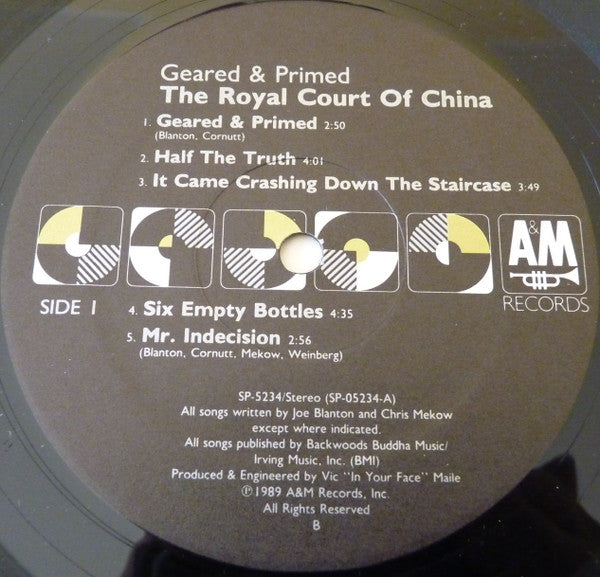 Geared & Primed
The Royal Court Of China
1. Geared & Primed 2:50
(Blanton, Cornutt)
2. Half The Truth 4:01
3. It Came Crashing Down The Staircase 3:49
A&M
RECORDS
SIDE 1
4. Six Empty Bottles 4:35
5. Mr. Indecision 2:56
(Blanton, Cornutt, Mekow, Weinberg)
SP-5234/Stereo (SP-05234-A)
All songs written by Joe Blanton and Chris Mekow
except where indicated.
All songs published by Backwoods Buddha Music/
Irving Music, Inc. (BMI)
Produced & Engineered by Vic "In Your Face" Maile
℗1989 A&M Records, Inc.
All Rights Reserved
B